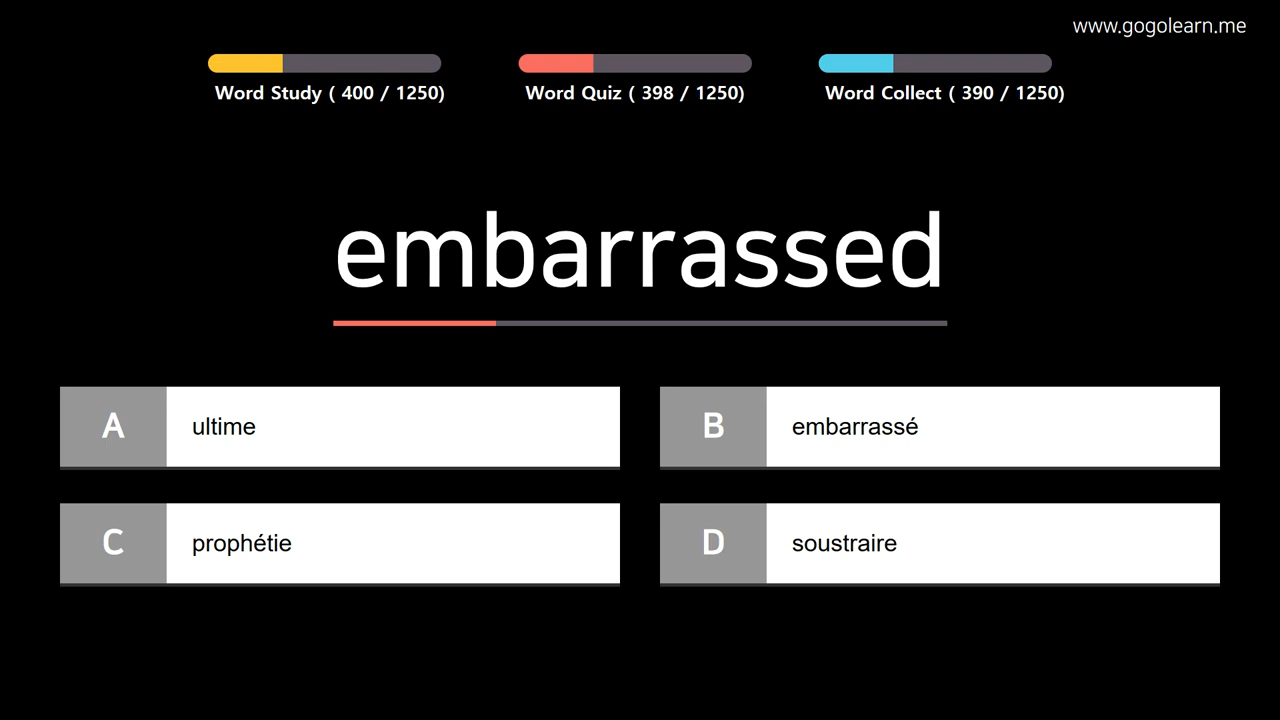 www.gogolearn.me
Word Study ( 400 / 1250)
Word Quiz ( 398 / 1250)
Word Collect ( 390 / 1250)
embarrassed
A ultime
B embarrassé
C prophétie
D soustraire